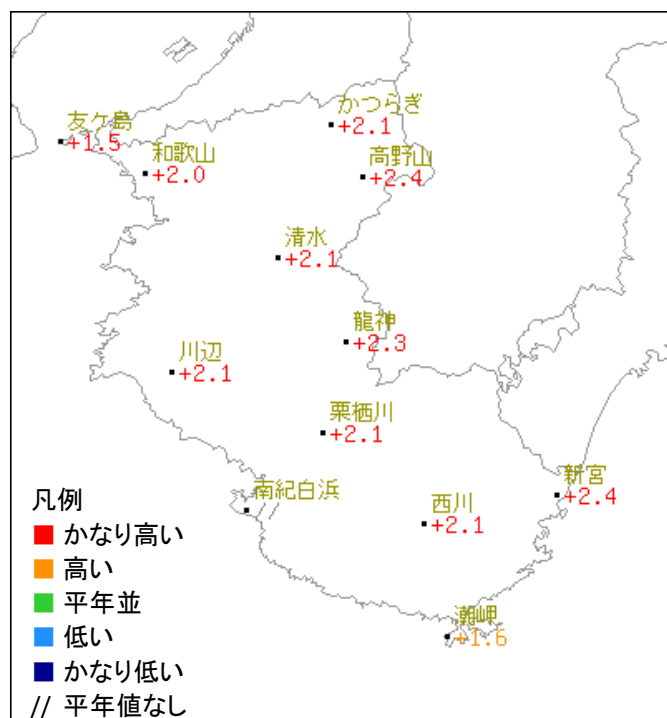 かつらぎ
+2.1
友ケ島
+1.5
和歌山
+2.0
高野山
+2.4
清水
+2.1
龍神
+2.3
川辺
+2.1
栗栖川
+2.1
南紀白浜
//
新宮
+2.4
西川
+2.1
潮岬
+1.6
凡例
かなり高い
高い
平年並
低い
かなり低い
// 平年値なし